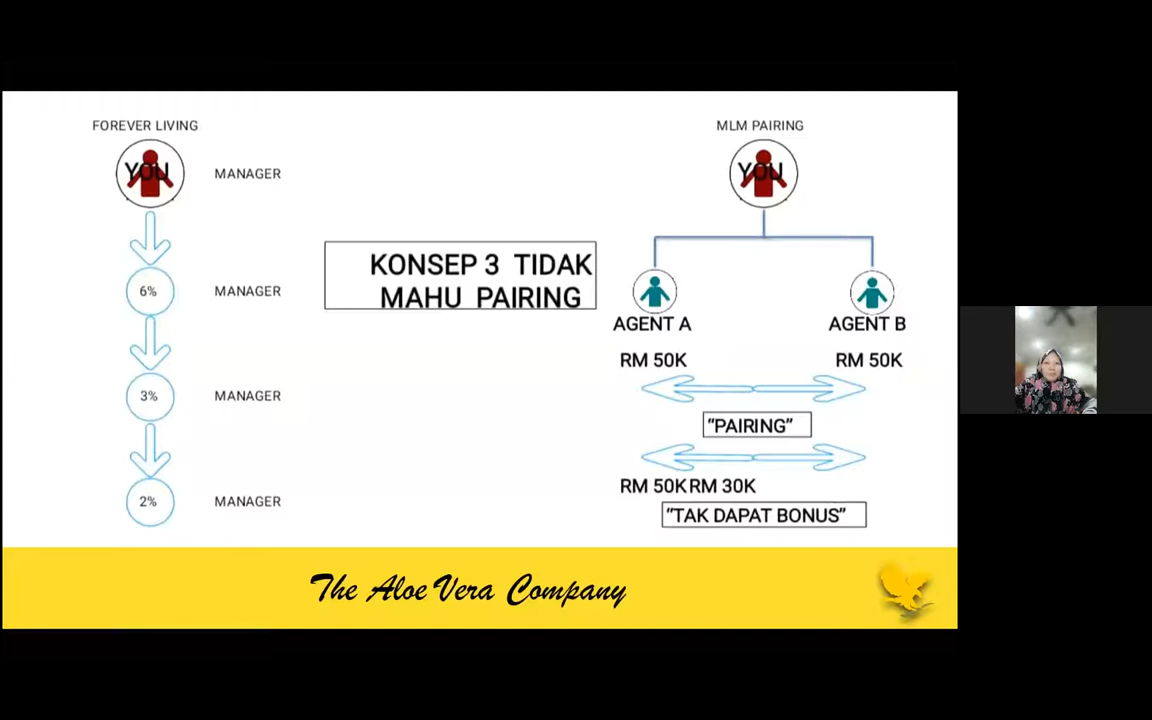 FOREVER LIVING
YOU
MANAGER
6%
MANAGER
3%
MANAGER
2%
MANAGER
KONSEP 3 TIDAK
MAHU PAIRING
MLM PAIRING
YOU
AGENT A
AGENT B
RM 50K
RM 50K
"PAIRING"
RM 50K RM 30K
"TAK DAPAT BONUS"
The Aloe Vera Company